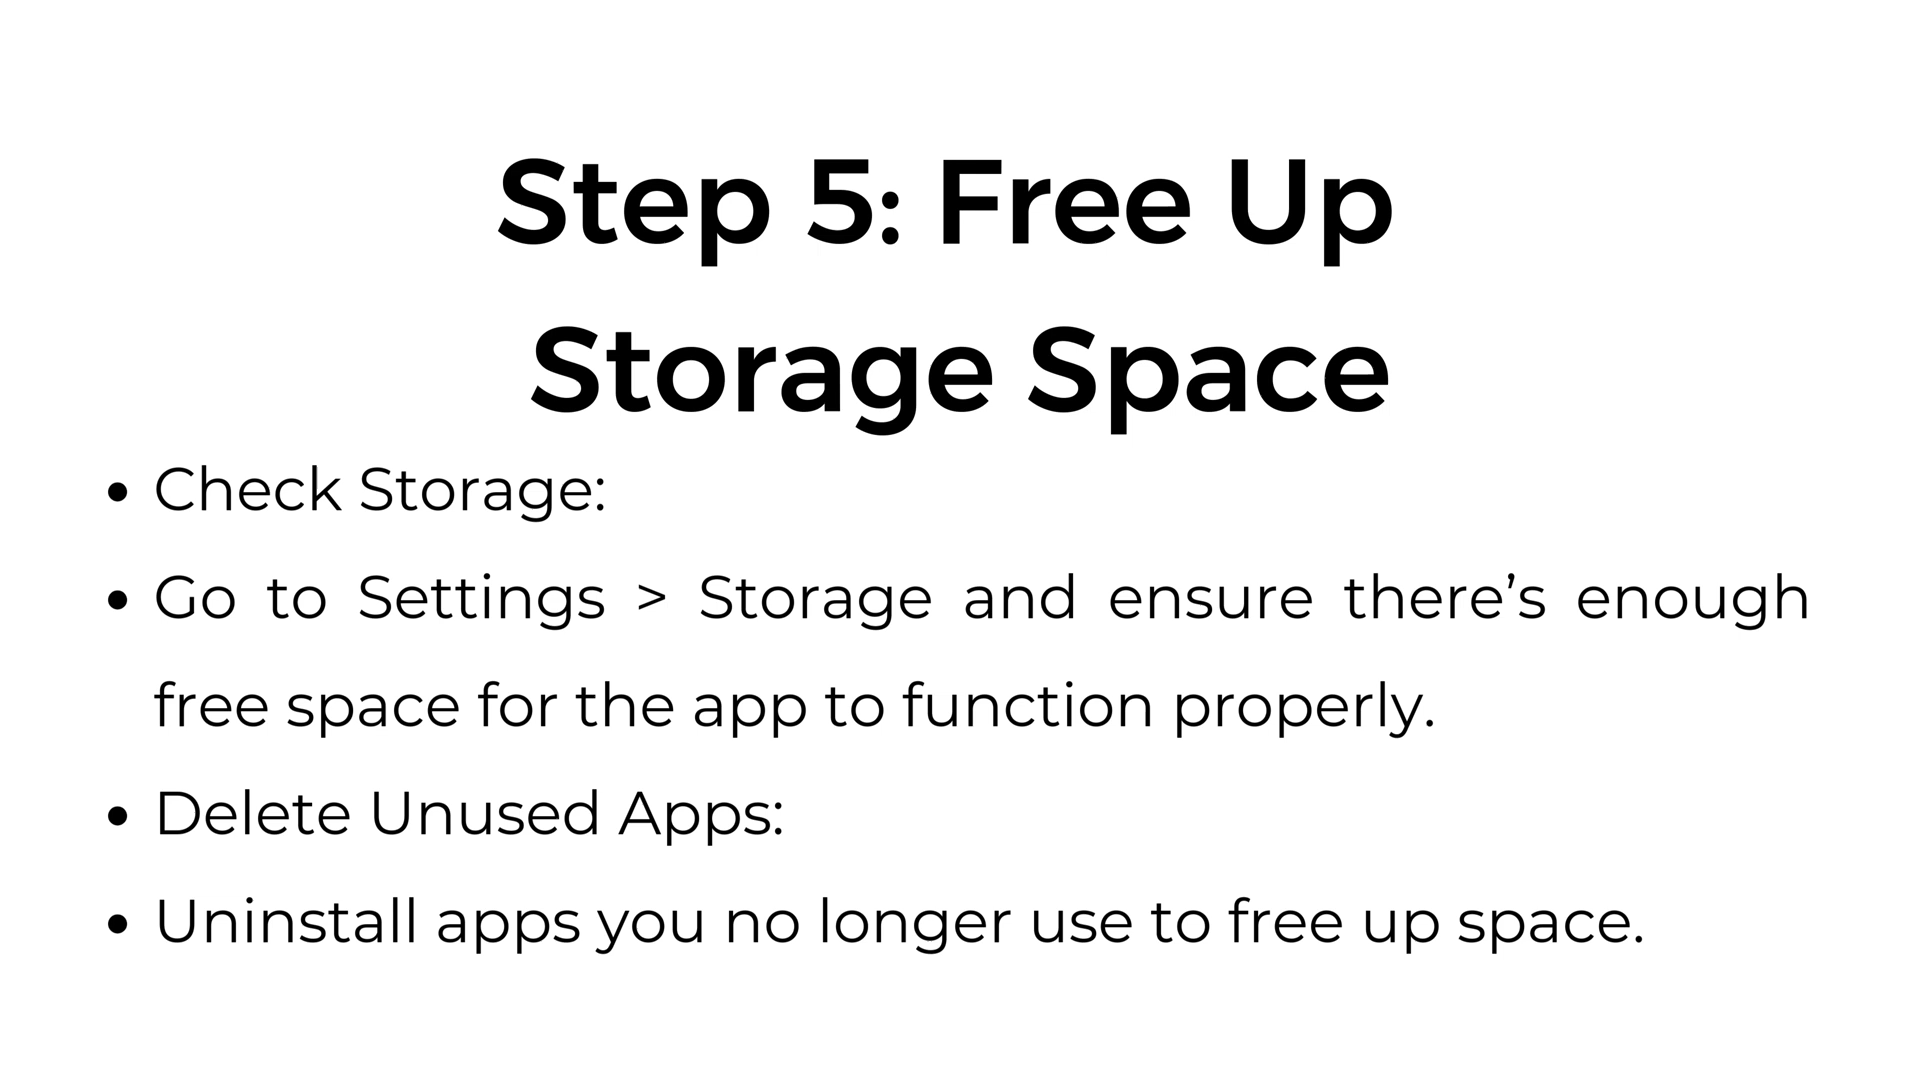 Step 5: Free Up
Storage Space
• Check Storage:
• Go to Settings > Storage and ensure there’s enough
free space for the app to function properly.
• Delete Unused Apps:
• Uninstall apps you no longer use to free up space.